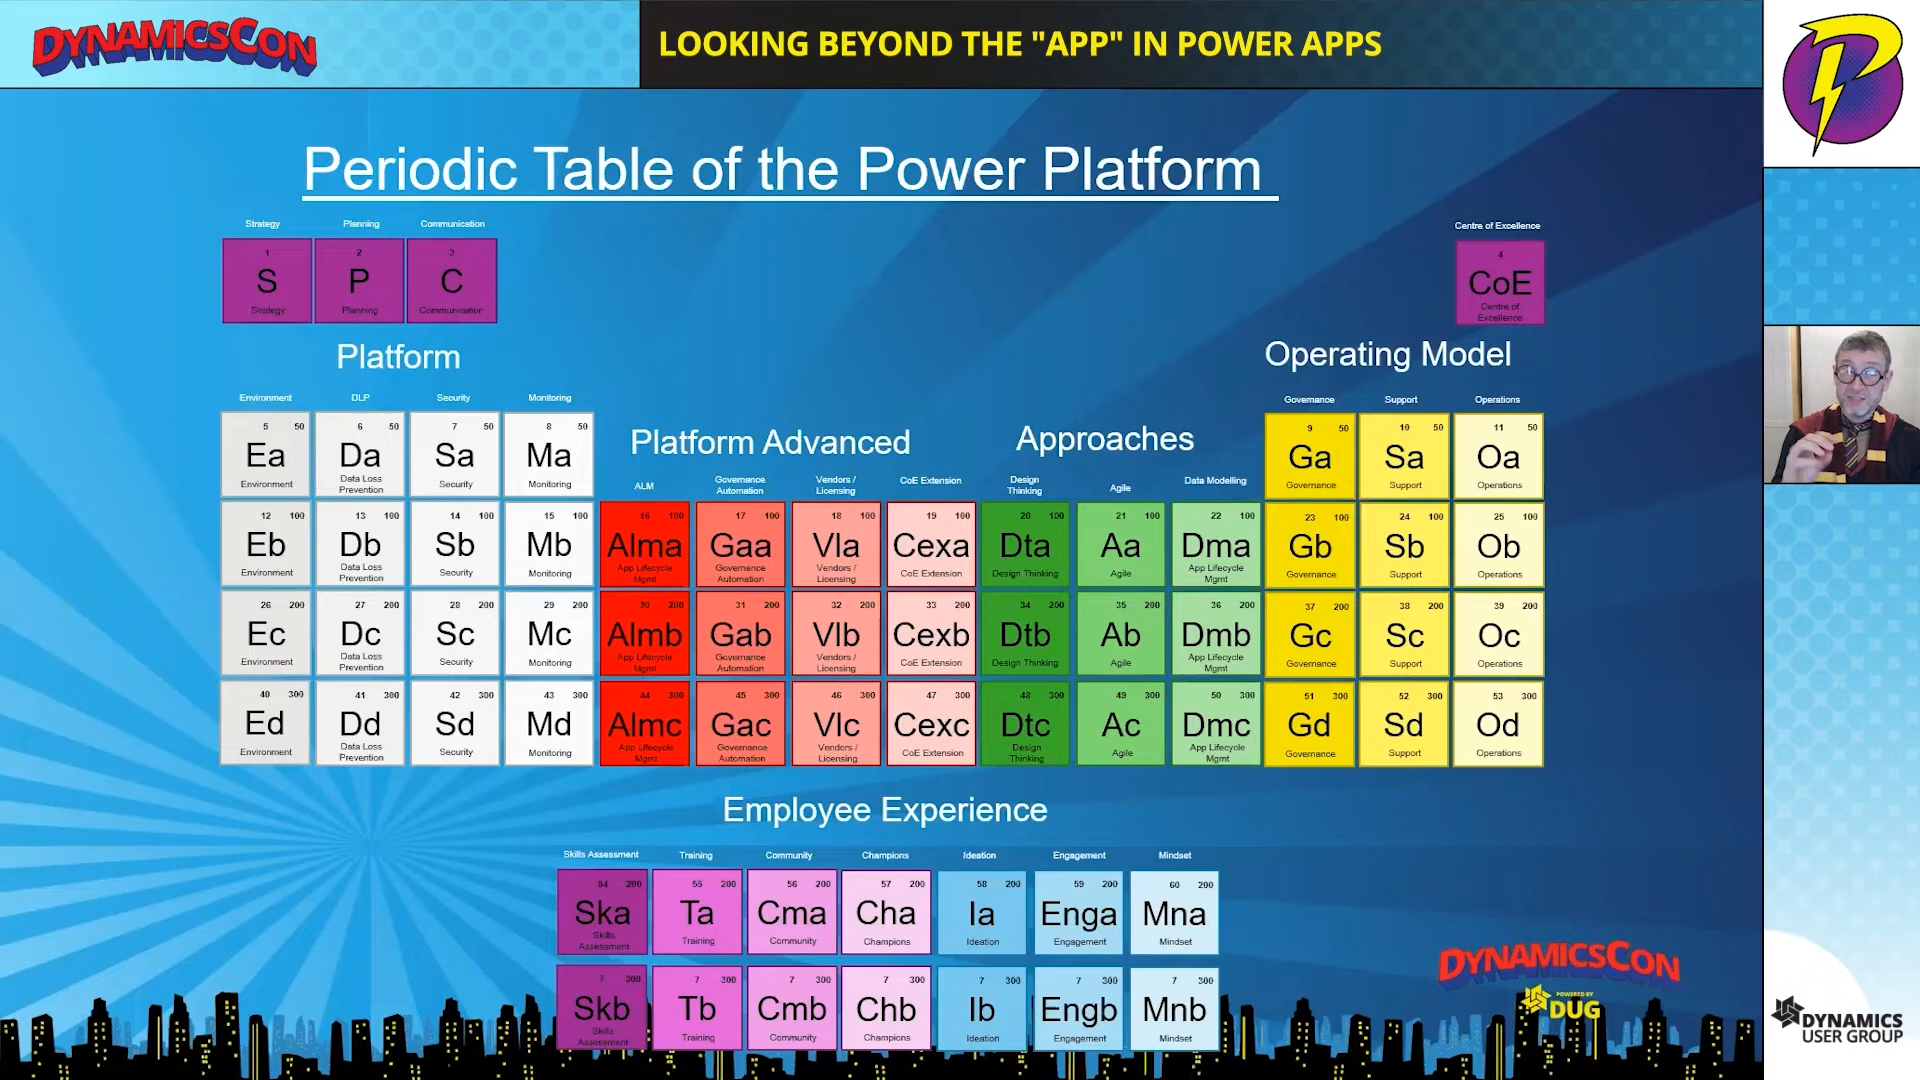 DYNAMICSCON
LOOKING BEYOND THE "APP" IN POWER APPS
Periodic Table of the Power Platform
Strategy Planning Communication Centre of Excellence
1 2 3 4
S P C CoE
Strategy Planning Communication Centre of Excellence
Platform Operating Model
Environment DLP Security Monitoring Governance Support Operations
5 50 6 50 7 50 8 50 9 50 10 50 11 50
Ea Da Sa Ma Ga Sa Oa
Environment Data Loss Prevention Security Monitoring Governance Support Operations
Platform Advanced Approaches
ALM Governance Automation Vendors / Licensing CoE Extension Design Thinking Agile Data Modelling
12 100 13 100 14 100 15 100 16 100 17 100 18 100 19 100 20 100 21 100 22 100 23 100 24 100 25 100
Eb Db Sb Mb Alma Gaa Vla Cexa Dta Aa Dma Gb Sb Ob
Environment Data Loss Prevention Security Monitoring App Lifecycle Mgmt Governance Automation Vendors / Licensing CoE Extension Design Thinking Agile App Lifecycle Mgmt Governance Support Operations
26 200 27 200 28 200 29 200 30 200 31 200 32 200 33 200 34 200 35 200 36 200 37 200 38 200 39 200
Ec Dc Sc Mc Almb Gab Vlb Cexb Dtb Ab Dmb Gc Sc Oc
Environment Data Loss Prevention Security Monitoring App Lifecycle Mgmt Governance Automation Vendors / Licensing CoE Extension Design Thinking Agile App Lifecycle Mgmt Governance Support Operations
40 300 41 300 42 300 43 300 44 300 45 300 46 300 47 300 48 300 49 300 50 300 51 300 52 300 53 300
Ed Dd Sd Md Almc Gac Vlc Cexc Dtc Ac Dmc Gd Sd Od
Environment Data Loss Prevention Security Monitoring App Lifecycle Mgmt Governance Automation Vendors / Licensing CoE Extension Design Thinking Agile App Lifecycle Mgmt Governance Support Operations
Employee Experience
Skills Assessment Training Community Champions Ideation Engagement Mindset
54 200 55 200 56 200 57 200 58 200 59 200 60 200
Ska Ta Cma Cha Ia Enga Mna
Skills Assessment Training Community Champions Ideation Engagement Mindset
7 300 7 300 7 300 7 300 7 300 7 300 7 300
Skb Tb Cmb Chb Ib Engb Mnb
Skills Assessment Training Community Champions Ideation Engagement Mindset
DYNAMICSCON
POWERED BY
DUG
DYNAMICS
USER GROUP